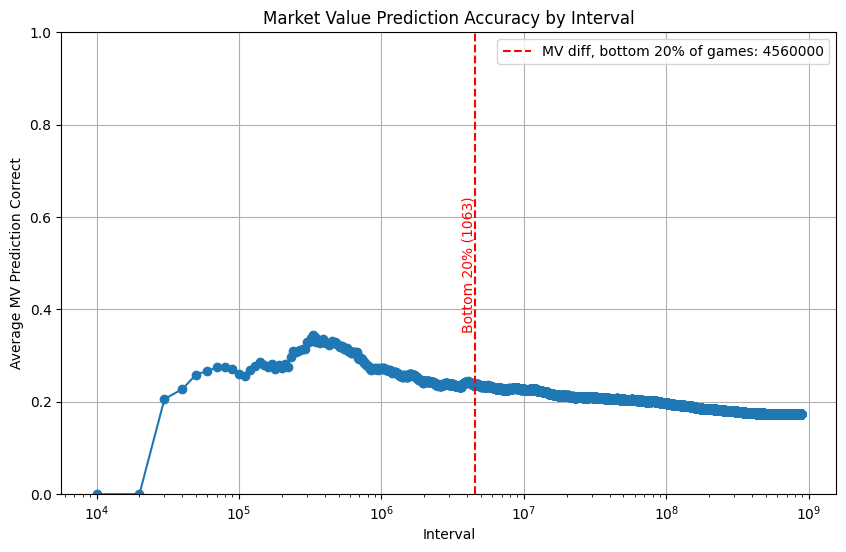 Market Value Prediction Accuracy by Interval
MV diff, bottom 20% of games: 4560000
Average MV Prediction Correct
1.0
0.8
0.6
0.4
0.2
0.0
Bottom 20% (1063)
10⁴
10⁵
10⁶
10⁷
10⁸
10⁹
Interval